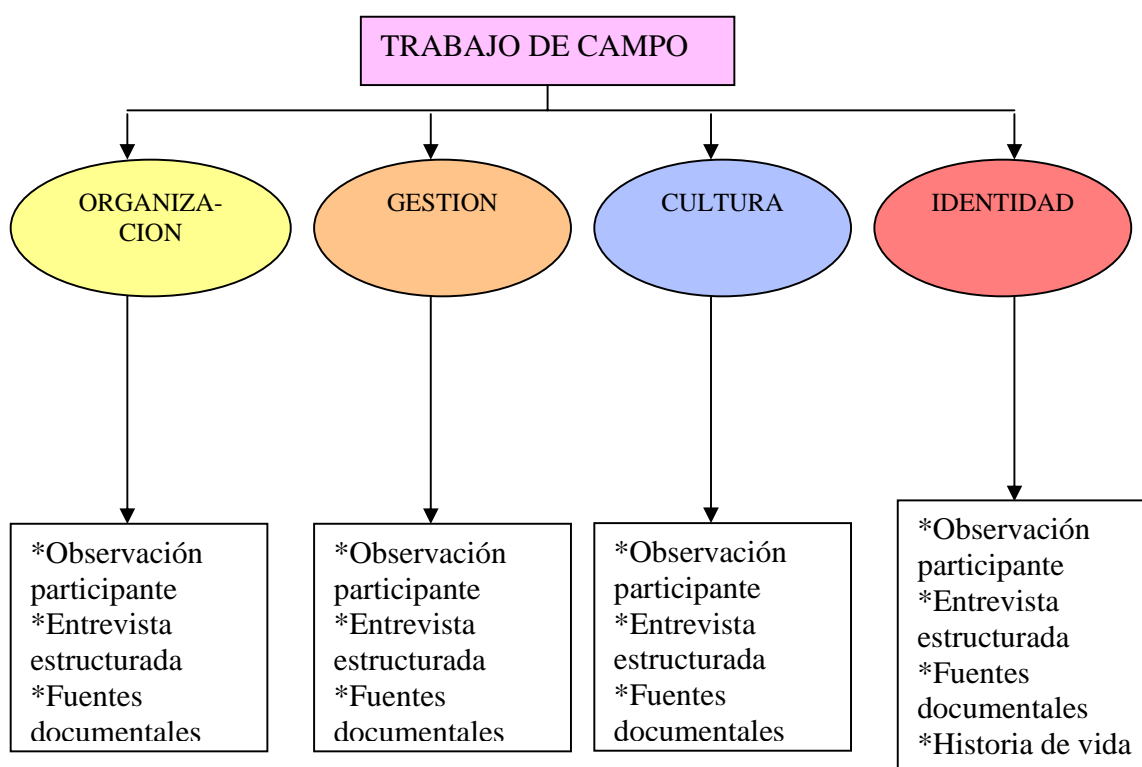 TRABAJO DE CAMPO
ORGANIZA-
CION
GESTION
CULTURA
IDENTIDAD
*Observación
participante
*Entrevista
estructurada
*Fuentes
documentales
*Observación
participante
*Entrevista
estructurada
*Fuentes
documentales
*Observación
participante
*Entrevista
estructurada
*Fuentes
documentales
*Observación
participante
*Entrevista
estructurada
*Fuentes
documentales
*Historia de vida